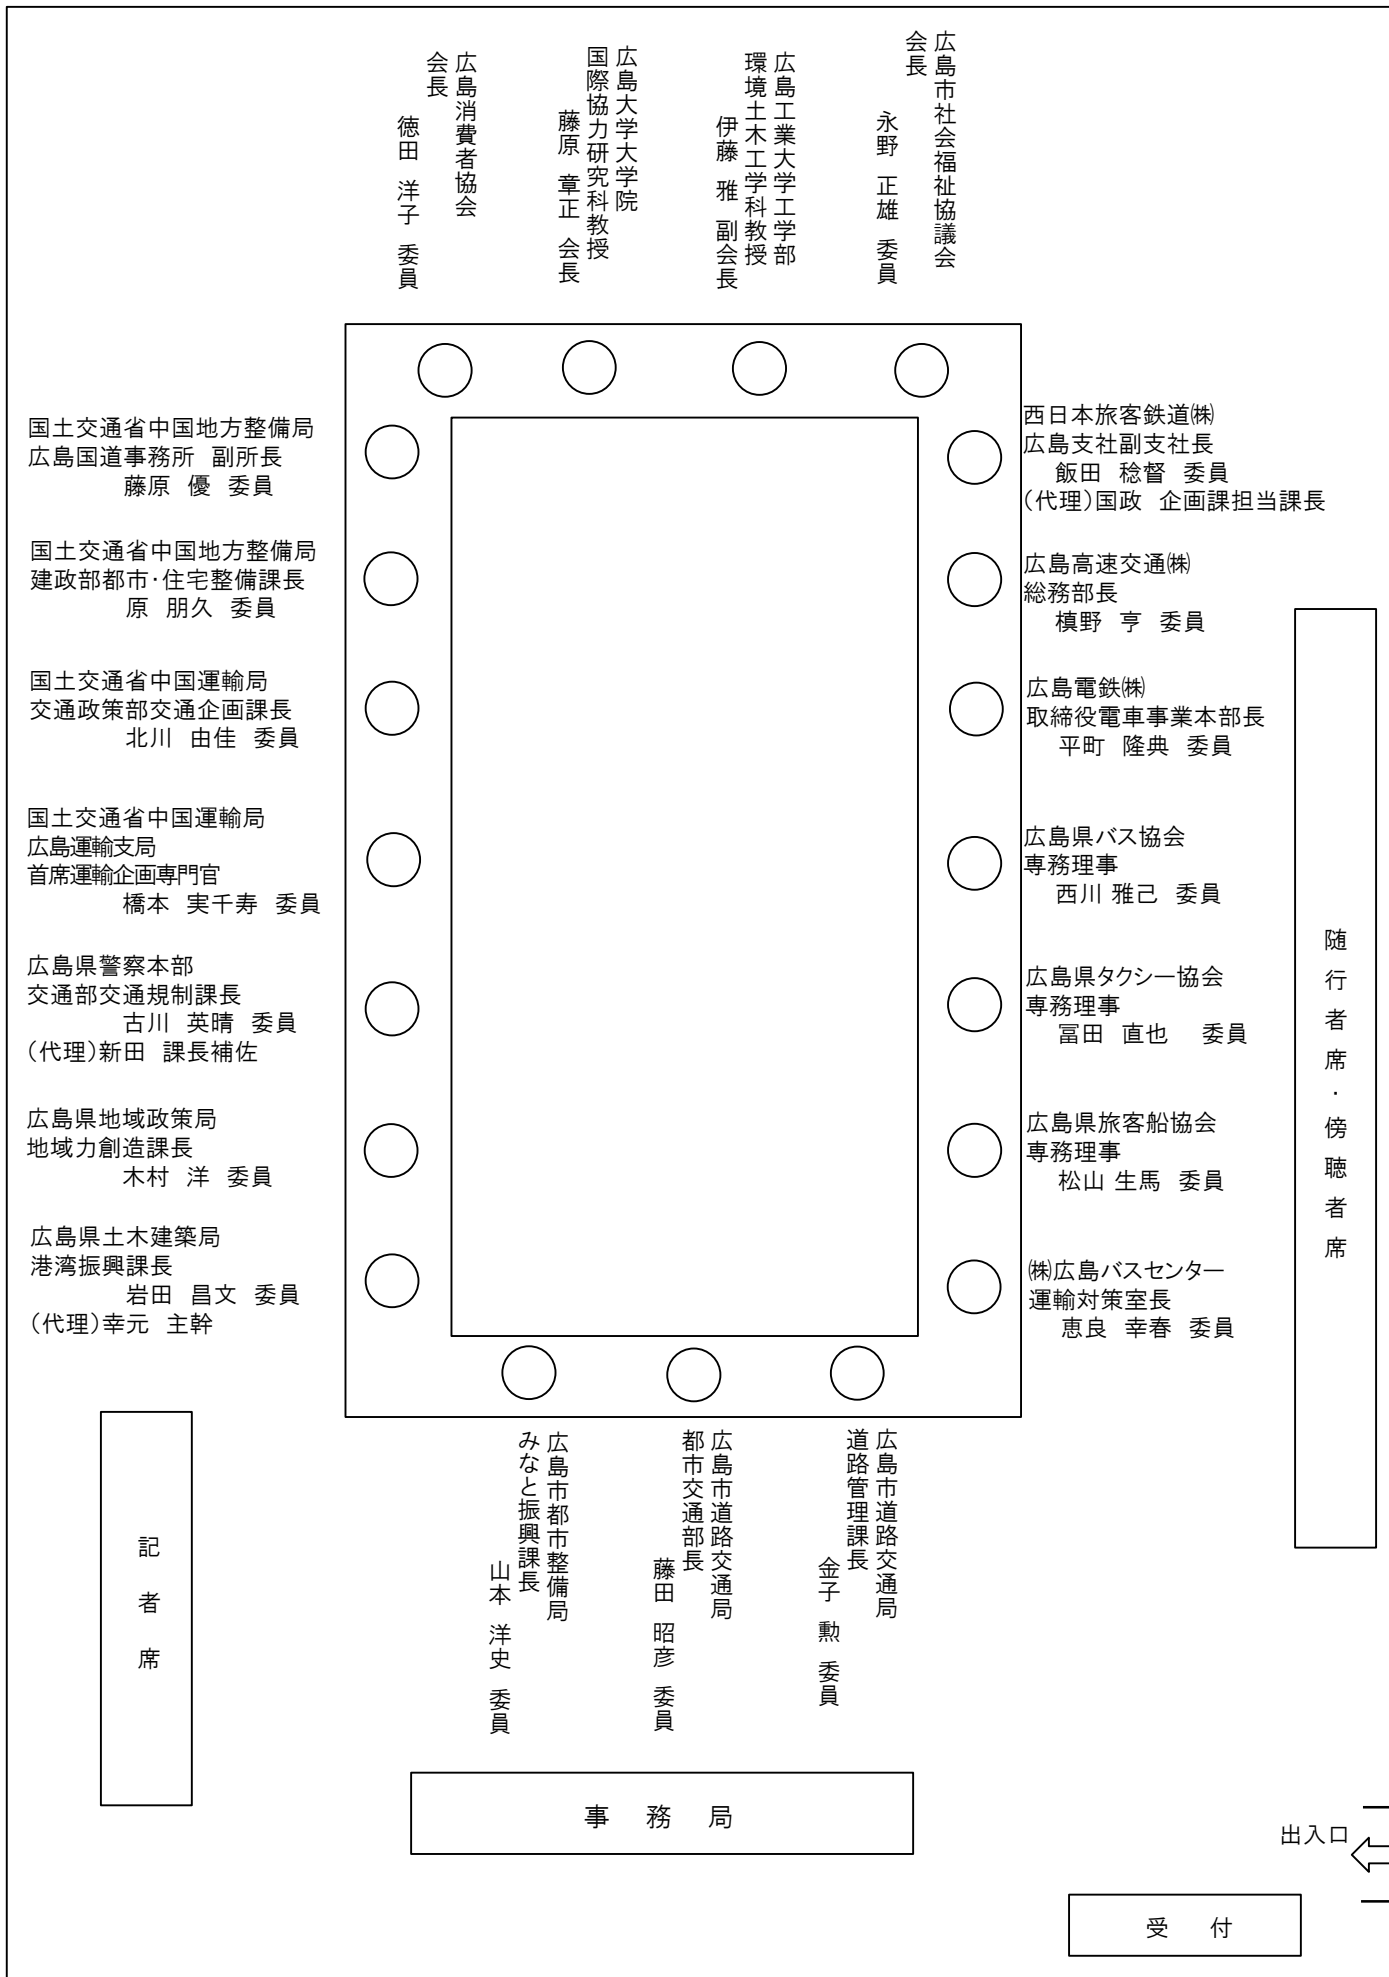 広島消費者協会
会長
徳田 洋子 委員
広島大学大学院
国際協力研究科教授
藤原 章正 会長
広島工業大学工学部
環境土木工学科教授
伊藤 雅 副会長
広島市社会福祉協議会
会長
永野 正雄 委員
国土交通省中国地方整備局
広島国道事務所 副所長
藤原 優 委員
国土交通省中国地方整備局
建政部都市・住宅整備課長
原 朋久 委員
国土交通省中国運輸局
交通政策部交通企画課長
北川 由佳 委員
国土交通省中国運輸局
広島運輸支局
首席運輸企画専門官
橋本 実千寿 委員
広島県警察本部
交通部交通規制課長
古川 英晴 委員
(代理)新田 課長補佐
広島県地域政策局
地域力創造課長
木村 洋 委員
広島県土木建築局
港湾振興課長
岩田 昌文 委員
(代理)幸元 主幹
西日本旅客鉄道㈱
広島支社副支社長
飯田 稔督 委員
(代理)国政 企画課担当課長
広島高速交通㈱
総務部長
槙野 亨 委員
広島電鉄㈱
取締役電車事業本部長
平町 隆典 委員
広島県バス協会
専務理事
西川 雅己 委員
広島県タクシー協会
専務理事
冨田 直也 委員
広島県旅客船協会
専務理事
松山 生馬 委員
㈱広島バスセンター
運輸対策室長
恵良 幸春 委員
随行者席・傍聴者席
広島市都市整備局
みなと振興課長
山本 洋史 委員
広島市道路交通局
都市交通部長
藤田 昭彦 委員
広島市道路交通局
道路管理課長
金子 勲 委員
記者席
事務局
出入口
受付